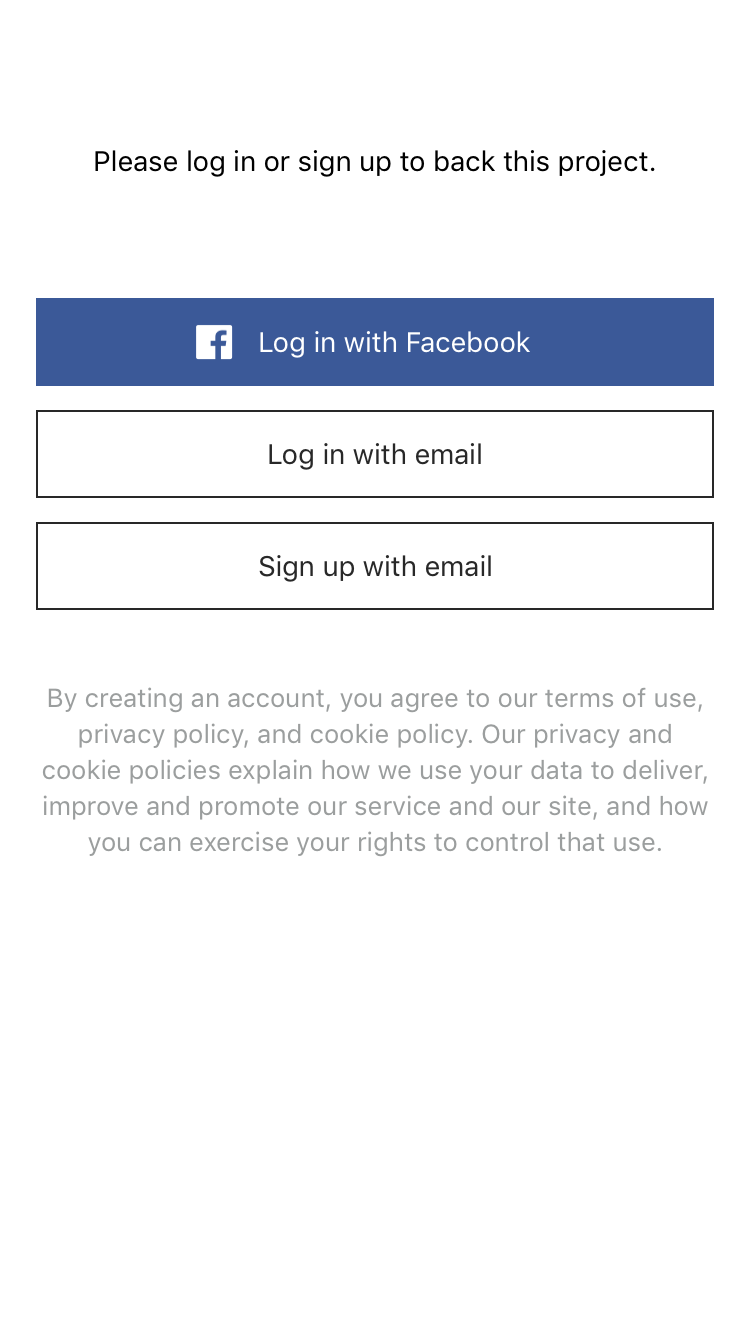 Please log in or sign up to back this project.
Log in with Facebook
Log in with email
Sign up with email
By creating an account, you agree to our terms of use,
privacy policy, and cookie policy. Our privacy and
cookie policies explain how we use your data to deliver,
improve and promote our service and our site, and how
you can exercise your rights to control that use.